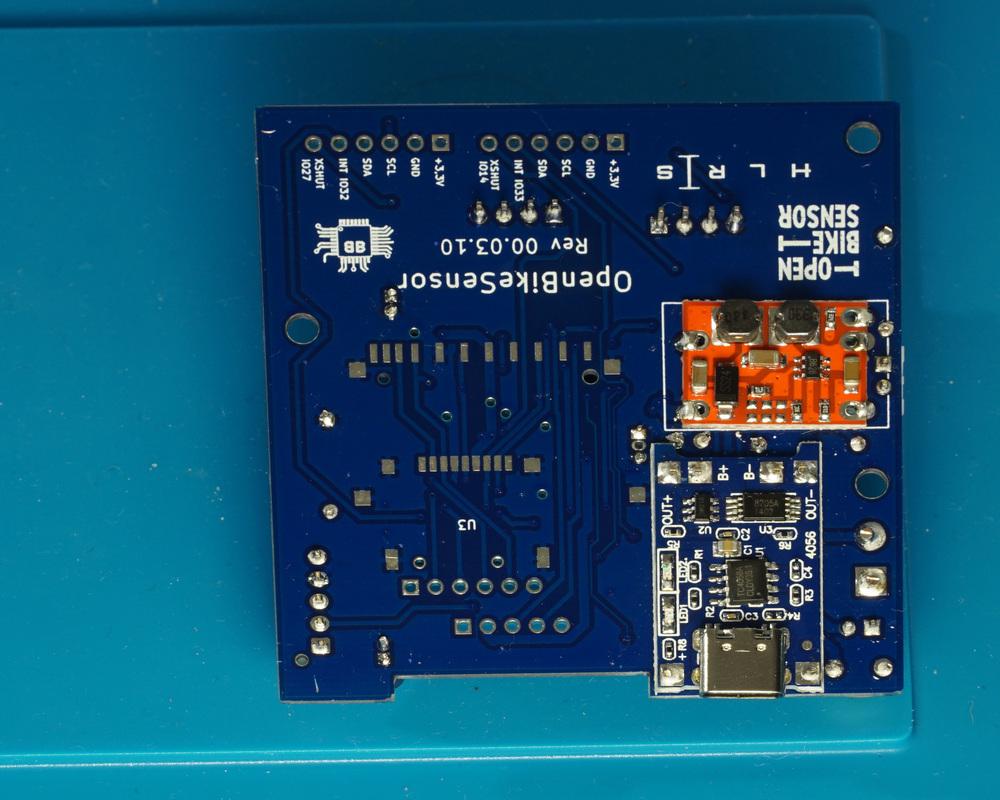 +3.3V
GND
SCL
SDA
INT IO33
XSHUT
IO14
+3.3V
GND
SCL
SDA
INT IO32
XSHUT
IO27
H L R S
OPEN
BIKE
SENSOR
OpenBikeSensor
Rev 00.03.10
U3
330
B+
B-
OUT+
OUT-
8205A
U2
U3
C2
C1
U1
4056
LED2
LED1
R1
R2
C3
R4
R3
C4
+ R8